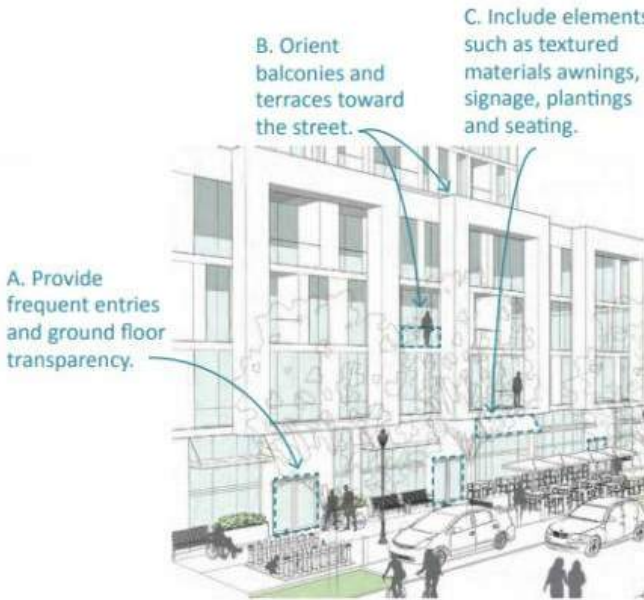 C. Include elements
such as textured
materials awnings,
signage, plantings
and seating.
B. Orient
balconies and
terraces toward
the street.
A. Provide
frequent entries
and ground floor
transparency.